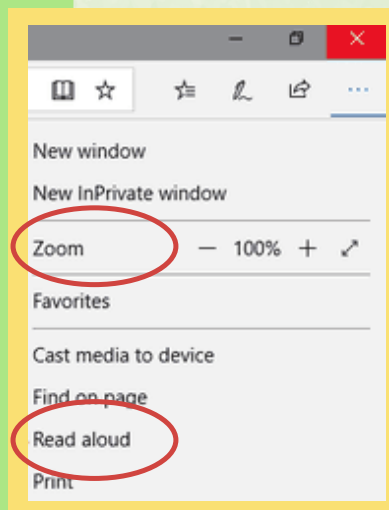 New window
New InPrivate window
Zoom − 100% +
Favorites
Cast media to device
Find on page
Read aloud
Print